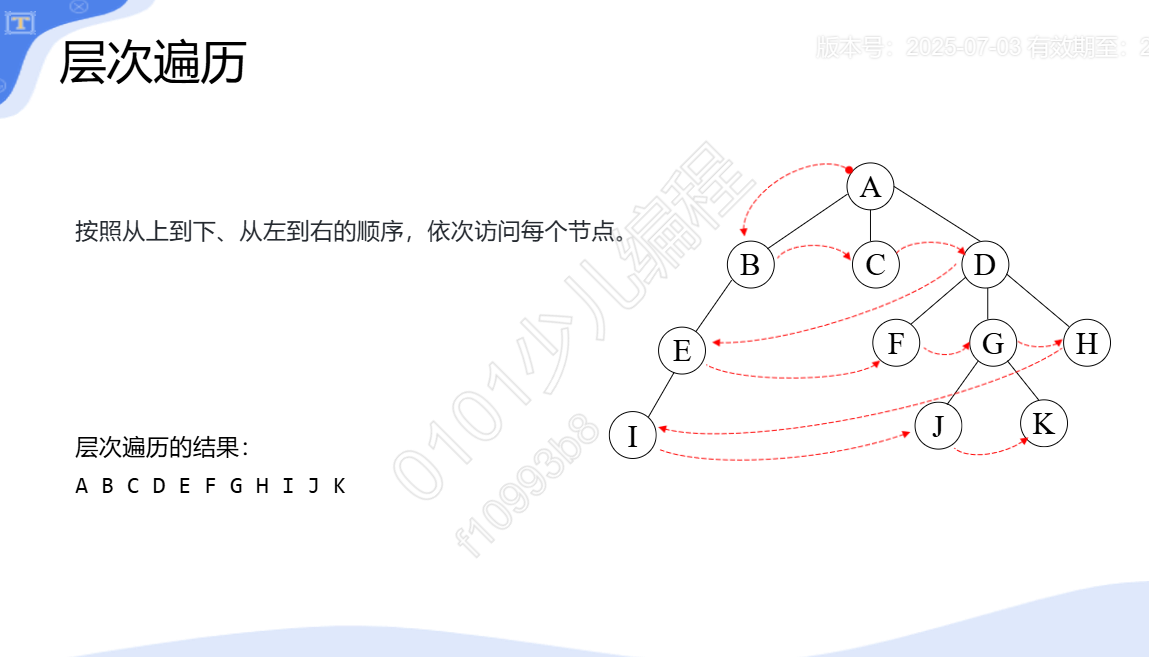 层次遍历
版本号：2025-07-03 有效期至：2
按照从上到下、从左到右的顺序，依次访问每个节点。
A
B
C
D
E
F
G
H
I
J
K
层次遍历的结果：
A B C D E F G H I J K
0101少儿编程
f10993b8
T